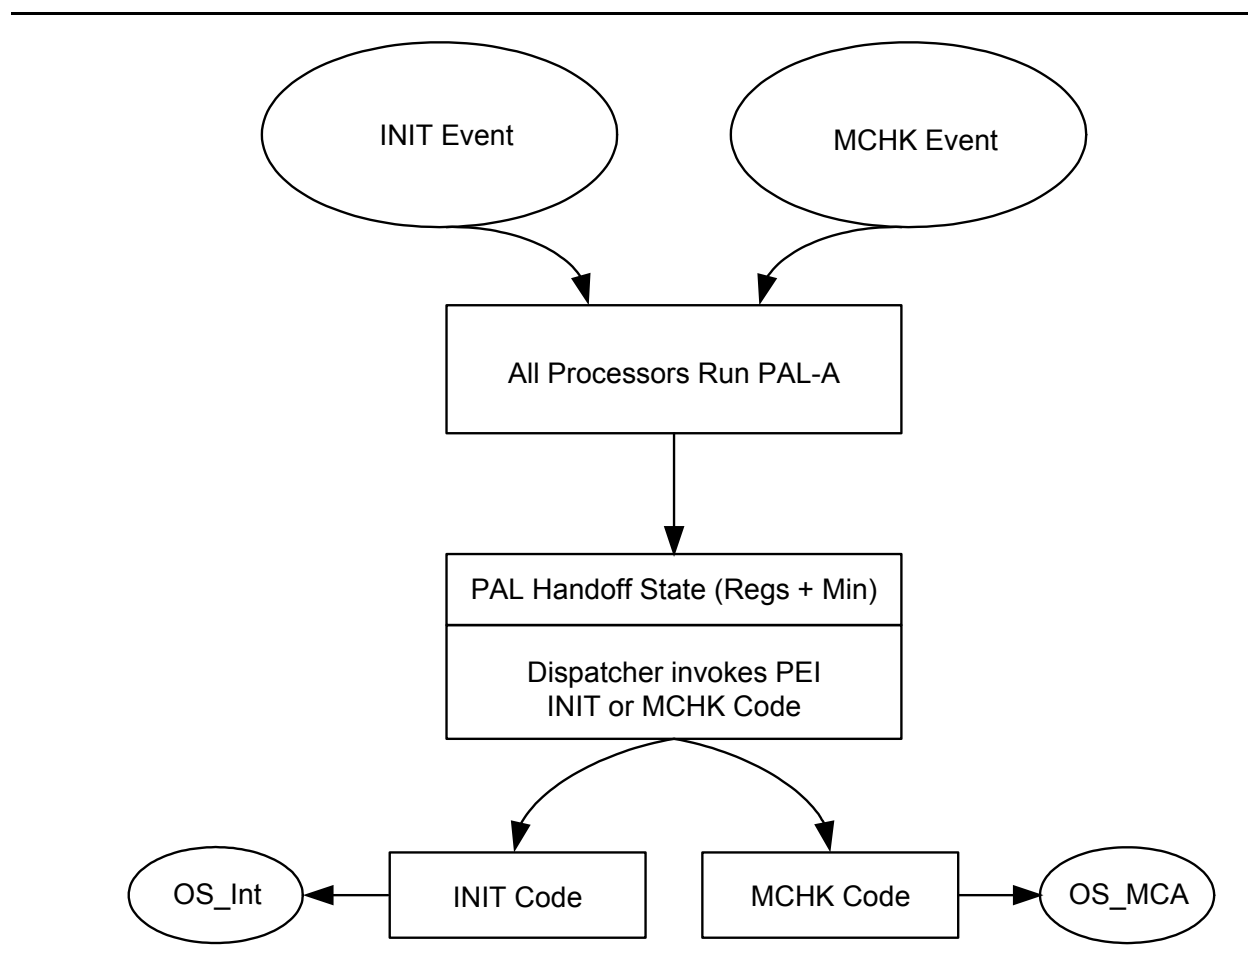 INIT Event
MCHK Event
All Processors Run PAL-A
PAL Handoff State (Regs + Min)
Dispatcher invokes PEI
INIT or MCHK Code
OS_Int
INIT Code
MCHK Code
OS_MCA